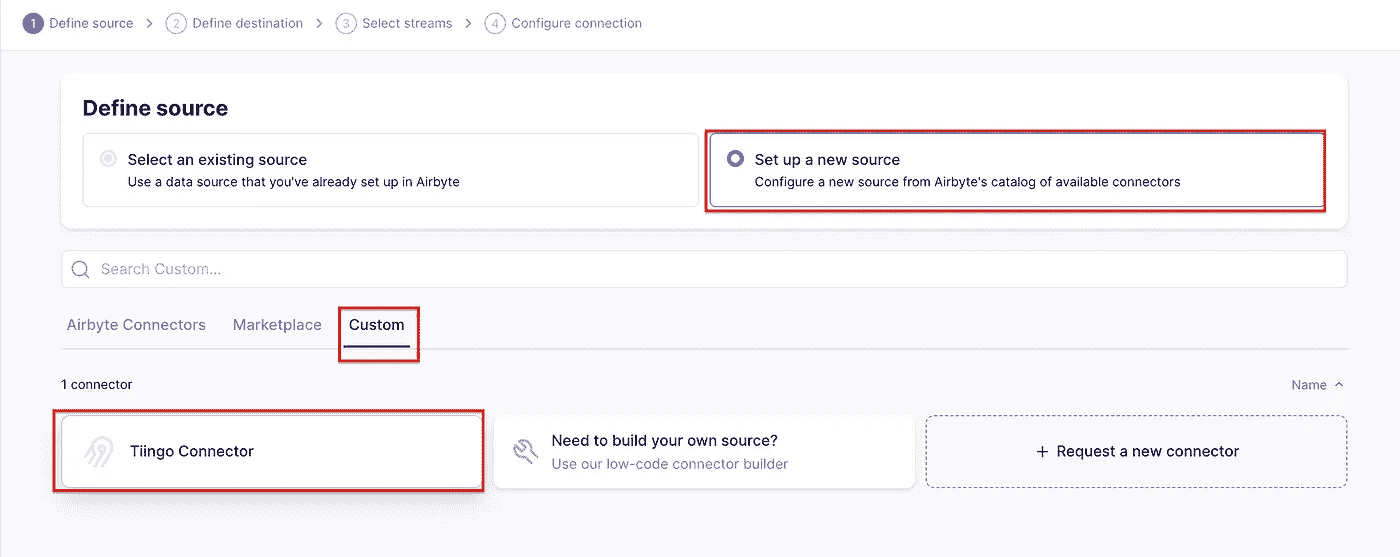 1 Define source > 2 Define destination > 3 Select streams > 4 Configure connection
Define source
Select an existing source
Use a data source that you've already set up in Airbyte
Set up a new source
Configure a new source from Airbyte's catalog of available connectors
Search Custom...
Airbyte Connectors Marketplace Custom
1 connector
Name
Tiingo Connector
Need to build your own source?
Use our low-code connector builder
+ Request a new connector